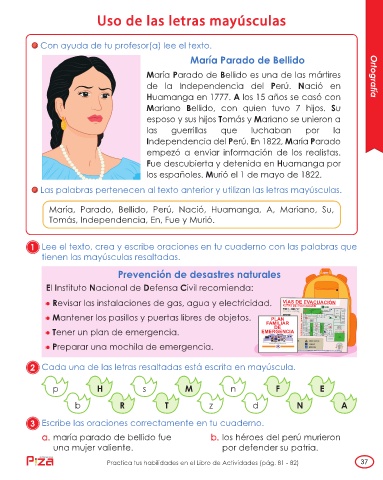 Uso de las letras mayúsculas
Con ayuda de tu profesor(a) lee el texto.
María Parado de Bellido
María Parado de Bellido es una de las mártires
de la Independencia del Perú. Nació en
Huamanga en 1777. A los 15 años se casó con
Mariano Bellido, con quien tuvo 7 hijos. Su
esposo y sus hijos Tomás y Mariano se unieron a
las guerrillas que luchaban por la
Independencia del Perú. En 1822, María Parado
empezó a enviar información de los realistas.
Fue descubierta y detenida en Huamanga por
los españoles. Murió el 1 de mayo de 1822.
Ortografía
Las palabras pertenecen al texto anterior y utilizan las letras mayúsculas.
María, Parado, Bellido, Perú, Nació, Huamanga, A, Mariano, Su,
Tomás, Independencia, En, Fue y Murió.
1 Lee el texto, crea y escribe oraciones en tu cuaderno con las palabras que
tienen las mayúsculas resaltadas.
Prevención de desastres naturales
El Instituto Nacional de Defensa Civil recomienda:
Revisar las instalaciones de gas, agua y electricidad.
Mantener los pasillos y puertas libres de objetos.
Tener un plan de emergencia.
Preparar una mochila de emergencia.
VIAS DE EVACUACIÓN
PLAN
FAMILIAR
DE
EMERGENCIA
2 Cada una de las letras resaltadas está escrita en mayúscula.
p H s M n F E
b R T z d N A
3 Escribe las oraciones correctamente en tu cuaderno.
a. maría parado de bellido fue
una mujer valiente.
b. los héroes del perú murieron
por defender su patria.
Piza
Practica tus habilidades en el Libro de Actividades (pág. 81 - 82)
37